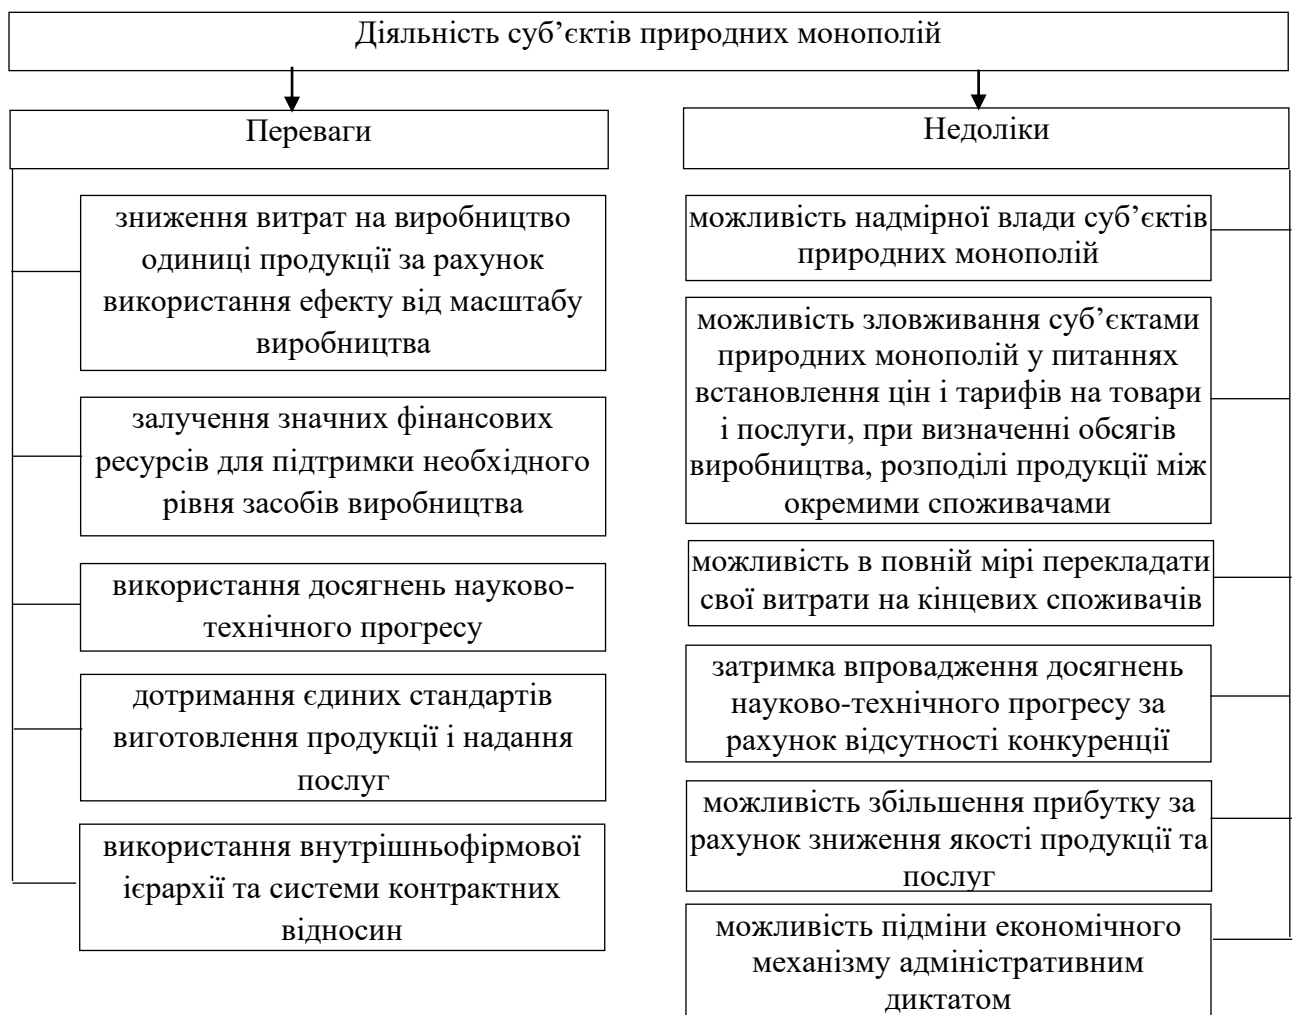 Діяльність суб’єктів природних монополій
Переваги
зниження витрат на виробництво
одиниці продукції за рахунок
використання ефекту від масштабу
виробництва
залучення значних фінансових
ресурсів для підтримки необхідного
рівня засобів виробництва
використання досягнень науково-
технічного прогресу
дотримання єдиних стандартів
виготовлення продукції і надання
послуг
використання внутрішньофірмової
ієрархії та системи контрактних
відносин
Недоліки
можливість надмірної влади суб’єктів
природних монополій
можливість зловживання суб’єктами
природних монополій у питаннях
встановлення цін і тарифів на товари
і послуги, при визначенні обсягів
виробництва, розподілі продукції між
окремими споживачами
можливість в повній мірі перекладати
свої витрати на кінцевих споживачів
затримка впровадження досягнень
науково-технічного прогресу за
рахунок відсутності конкуренції
можливість збільшення прибутку за
рахунок зниження якості продукції та
послуг
можливість підміни економічного
механізму адміністративним
диктатом